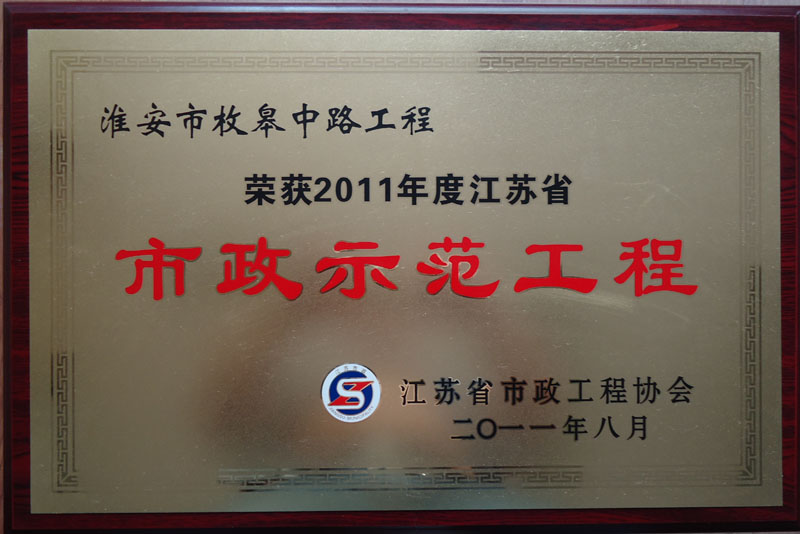 淮安市枚皋中路工程
荣获2011年度江苏省
市政示范工程
江苏省市政工程协会
二〇一一年八月